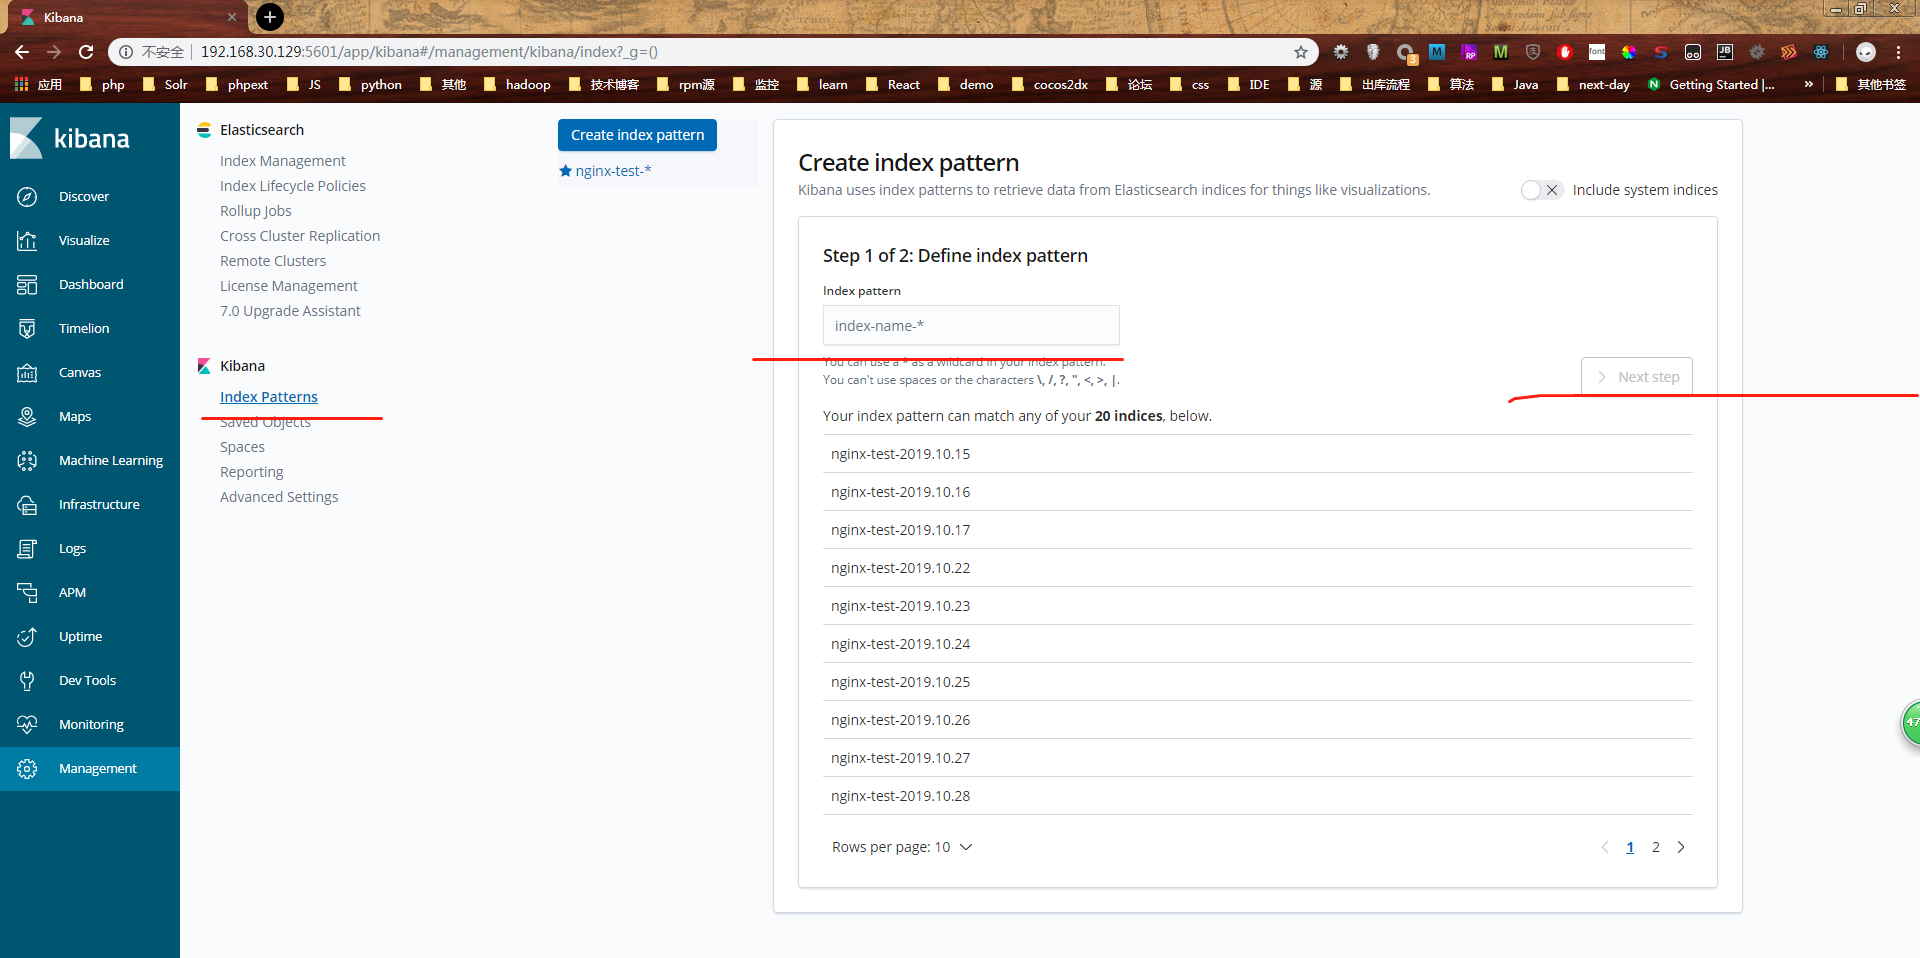 Kibana
不安全
192.168.30.129:5601/app/kibana#/management/kibana/index?_g=()
应用 php Solr phpext JS python 其他 hadoop 技术博客 rpm源 监控 learn React demo cocos2dx 论坛 css IDE 源 出库流程 算法 Java next-day Getting Started |... » 其他书签
kibana
Discover
Visualize
Dashboard
Timelion
Canvas
Maps
Machine Learning
Infrastructure
Logs
APM
Uptime
Dev Tools
Monitoring
Management
Elasticsearch
Index Management
Index Lifecycle Policies
Rollup Jobs
Cross Cluster Replication
Remote Clusters
License Management
7.0 Upgrade Assistant
Kibana
Index Patterns
Saved Objects
Spaces
Reporting
Advanced Settings
Create index pattern
nginx-test-*
Create index pattern
Kibana uses index patterns to retrieve data from Elasticsearch indices for things like visualizations.
Include system indices
Step 1 of 2: Define index pattern
Index pattern
index-name-*
You can use a * as a wildcard in your index pattern.
You can't use spaces or the characters \, /, ?, ", <, >, |.
Next step
Your index pattern can match any of your 20 indices, below.
nginx-test-2019.10.15
nginx-test-2019.10.16
nginx-test-2019.10.17
nginx-test-2019.10.22
nginx-test-2019.10.23
nginx-test-2019.10.24
nginx-test-2019.10.25
nginx-test-2019.10.26
nginx-test-2019.10.27
nginx-test-2019.10.28
Rows per page: 10
1 2
47